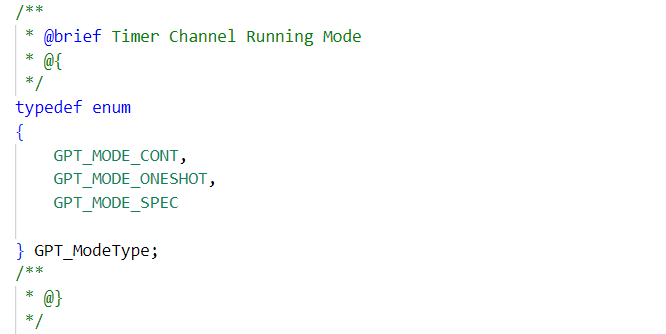 /**
 * @brief Timer Channel Running Mode
 * @{
 */
typedef enum
{
    GPT_MODE_CONT,
    GPT_MODE_ONESHOT,
    GPT_MODE_SPEC
} GPT_ModeType;
/**
 * @}
 */